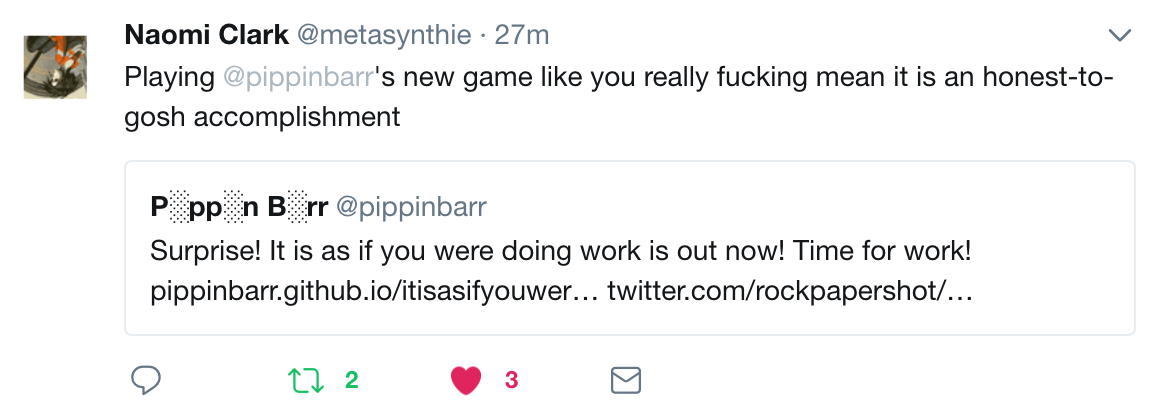 Naomi Clark @metasynthie · 27m
Playing @pippinbarr's new game like you really fucking mean it is an honest-to-
gosh accomplishment
P░pp░n B░rr @pippinbarr
Surprise! It is as if you were doing work is out now! Time for work!
pippinbarr.github.io/itisasifyouwer… twitter.com/rockpapershot/…
2 3